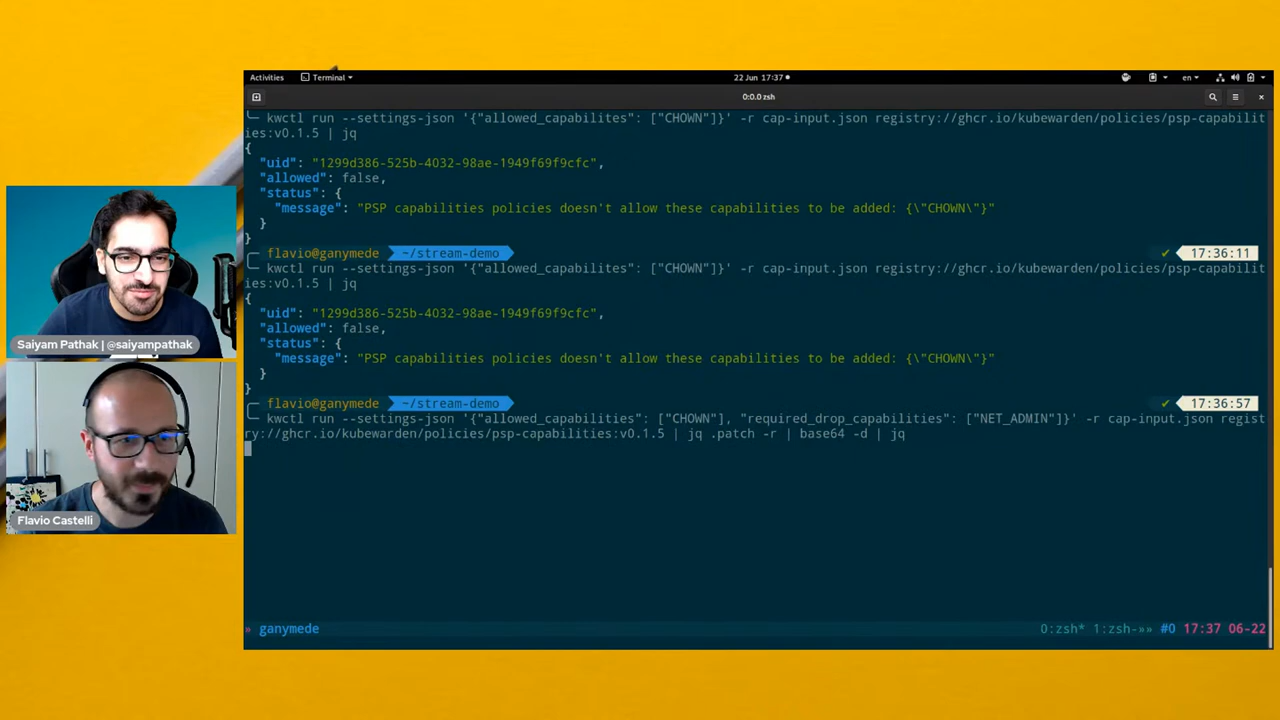 Activities Terminal 22 Jun 17:37 en
0:0.0 zsh
kwctl run --settings-json '{"allowed_capabilites": ["CHOWN"]}' -r cap-input.json registry://ghcr.io/kubewarden/policies/psp-capabilit
ies:v0.1.5 | jq
{
"uid": "1299d386-525b-4032-98ae-1949f69f9cfc",
"allowed": false,
"status": {
"message": "PSP capabilities policies doesn't allow these capabilities to be added: {\"CHOWN\"}"
}
}
flavio@ganymede ~/stream-demo ✔ 17:36:11
kwctl run --settings-json '{"allowed_capabilites": ["CHOWN"]}' -r cap-input.json registry://ghcr.io/kubewarden/policies/psp-capabilit
ies:v0.1.5 | jq
{
"uid": "1299d386-525b-4032-98ae-1949f69f9cfc",
"allowed": false,
"status": {
"message": "PSP capabilities policies doesn't allow these capabilities to be added: {\"CHOWN\"}"
}
}
flavio@ganymede ~/stream-demo ✔ 17:36:57
kwctl run --settings-json '{"allowed_capabilities": ["CHOWN"], "required_drop_capabilities": ["NET_ADMIN"]}' -r cap-input.json regist
ry://ghcr.io/kubewarden/policies/psp-capabilities:v0.1.5 | jq .patch -r | base64 -d | jq
» ganymede 0:zsh* 1:zsh-»» #0 17:37 06-22
Saiyam Pathak | @saiyampathak
Flavio Castelli